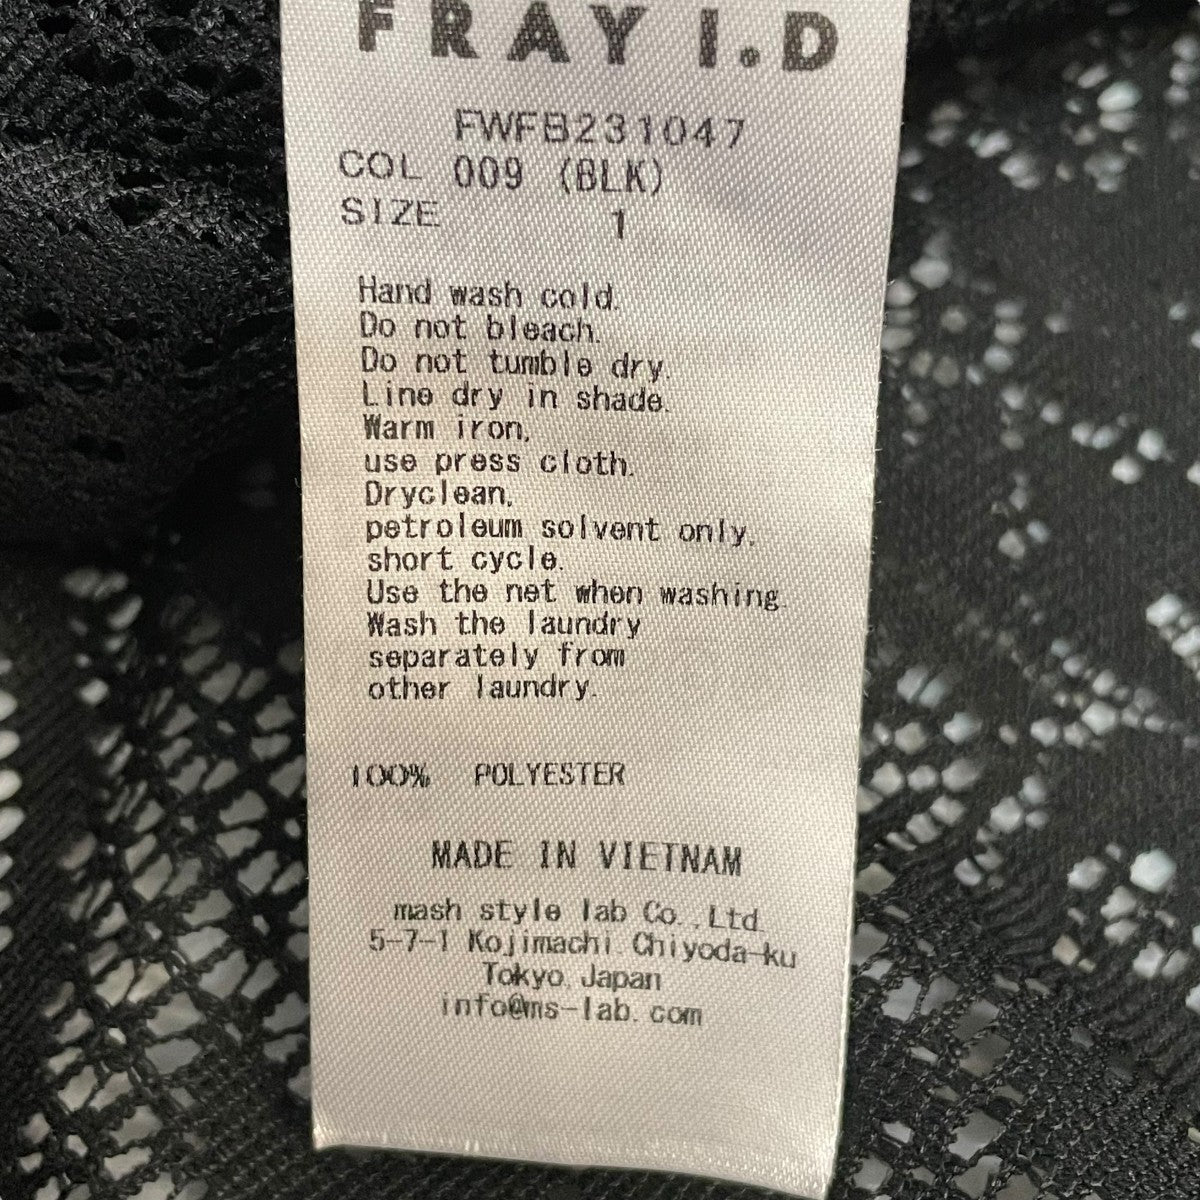 FRAY I.D
FWFB231047
COL 009 (BLK)
SIZE 1
Hand wash cold.
Do not bleach.
Do not tumble dry.
Line dry in shade.
Warm iron,
use press cloth.
Dryclean,
petroleum solvent only,
short cycle.
Use the net when washing.
Wash the laundry
separately from
other laundry.
100% POLYESTER
MADE IN VIETNAM
mash style lab Co.,Ltd.
5-7-1 Kojimachi.Chiyoda-ku
Tokyo,Japan
info@ms-lab.com